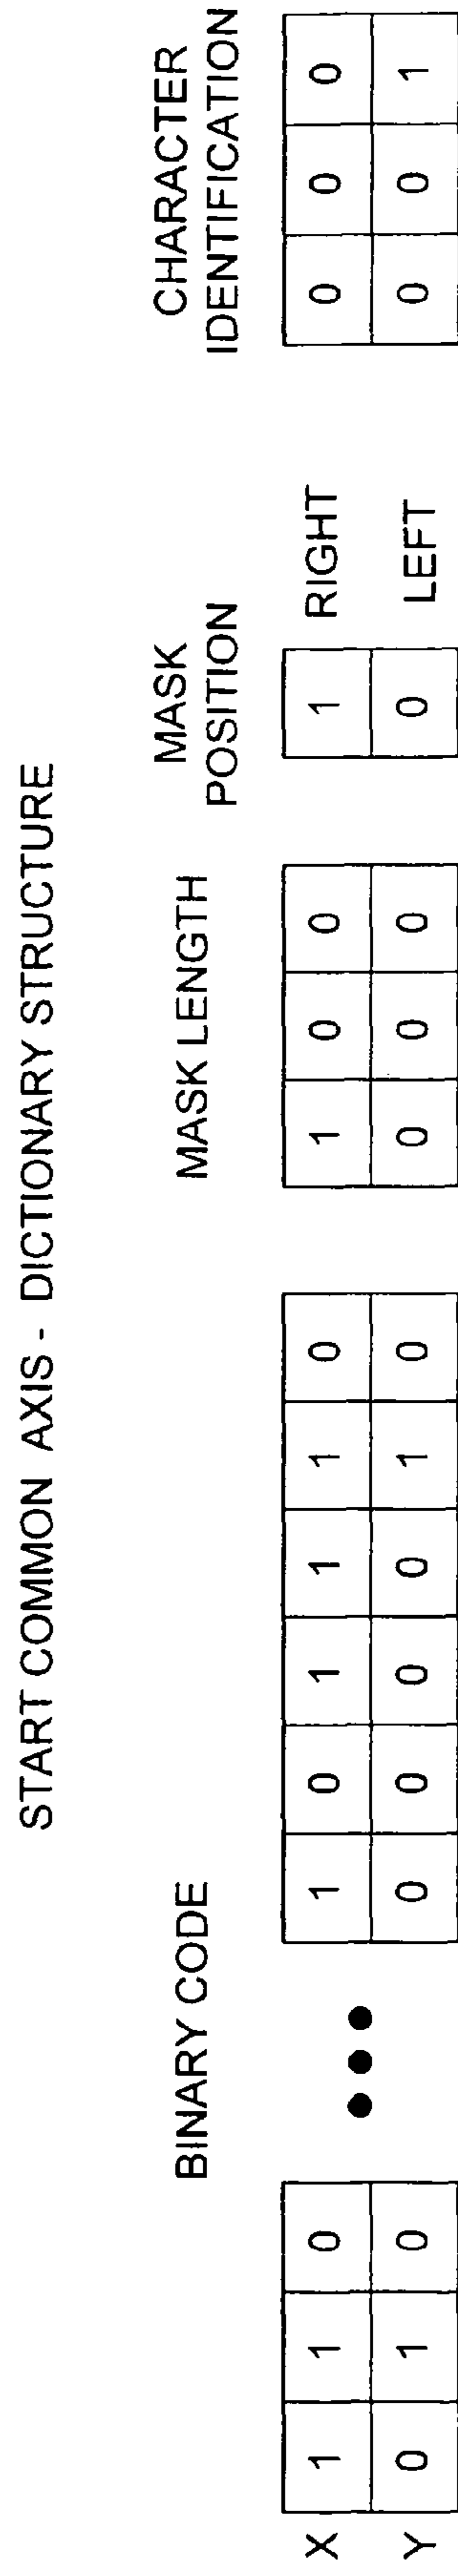 START COMMON AXIS - DICTIONARY STRUCTURE
BINARY CODE MASK LENGTH MASK POSITION CHARACTER IDENTIFICATION
X 1 1 0 ••• 1 0 1 1 1 0 1 0 0 1 RIGHT 0 0 0
Y 0 1 0 0 0 0 0 1 0 0 0 0 0 LEFT 0 0 1